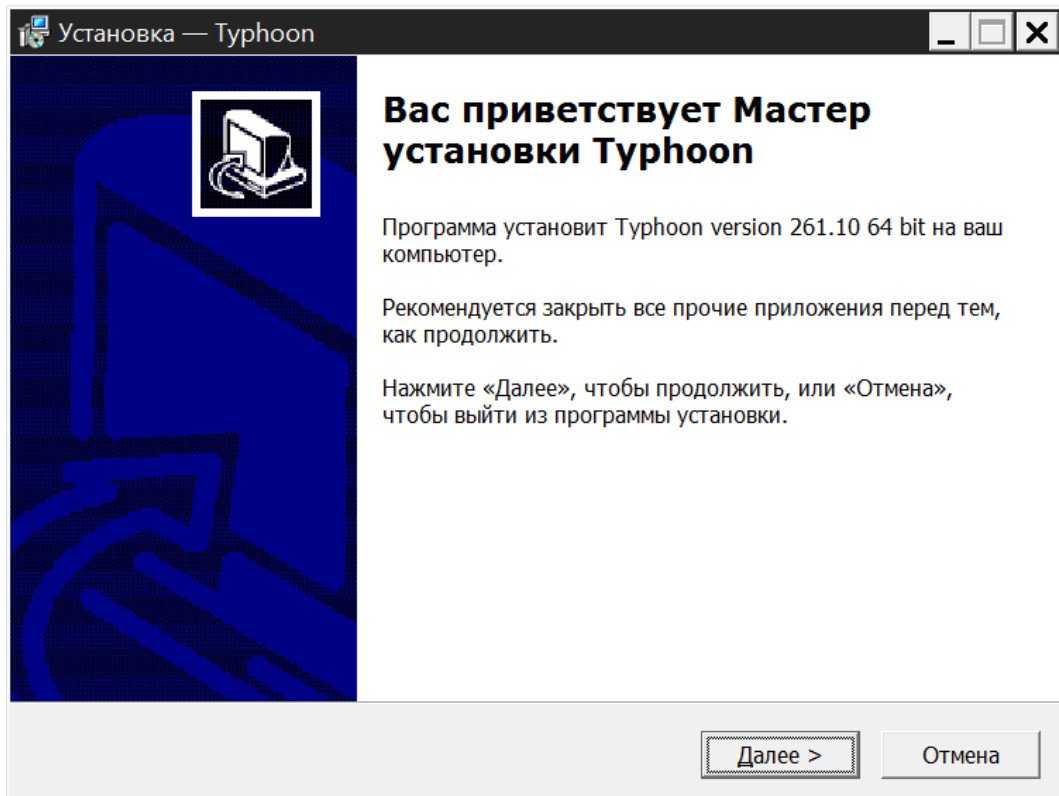 Установка — Typhoon
Вас приветствует Мастер
установки Typhoon
Программа установит Typhoon version 261.10 64 bit на ваш
компьютер.
Рекомендуется закрыть все прочие приложения перед тем,
как продолжить.
Нажмите «Далее», чтобы продолжить, или «Отмена»,
чтобы выйти из программы установки.
Далее >
Отмена